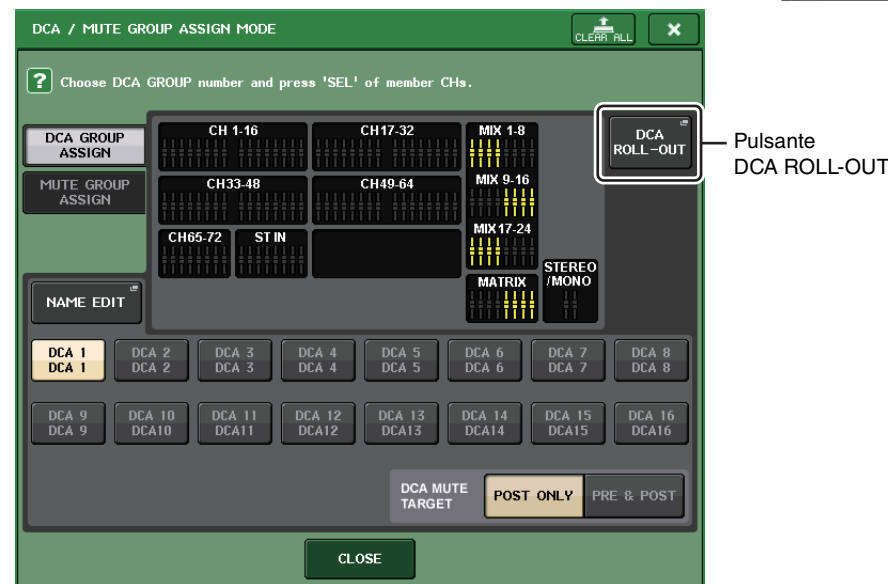 DCA / MUTE GROUP ASSIGN MODE
CLEAR ALL
? Choose DCA GROUP number and press 'SEL' of member CHs.
DCA GROUP
ASSIGN
MUTE GROUP
ASSIGN
CH 1-16
CH17-32
MIX 1-8
CH33-48
CH49-64
MIX 9-16
CH65-72
ST IN
MIX17-24
MATRIX
STEREO
/MONO
DCA
ROLL-OUT
Pulsante
DCA ROLL-OUT
NAME EDIT
DCA 1
DCA 1
DCA 2
DCA 2
DCA 3
DCA 3
DCA 4
DCA 4
DCA 5
DCA 5
DCA 6
DCA 6
DCA 7
DCA 7
DCA 8
DCA 8
DCA 9
DCA 9
DCA 10
DCA10
DCA 11
DCA11
DCA 12
DCA12
DCA 13
DCA13
DCA 14
DCA14
DCA 15
DCA15
DCA 16
DCA16
DCA MUTE
TARGET
POST ONLY
PRE & POST
CLOSE